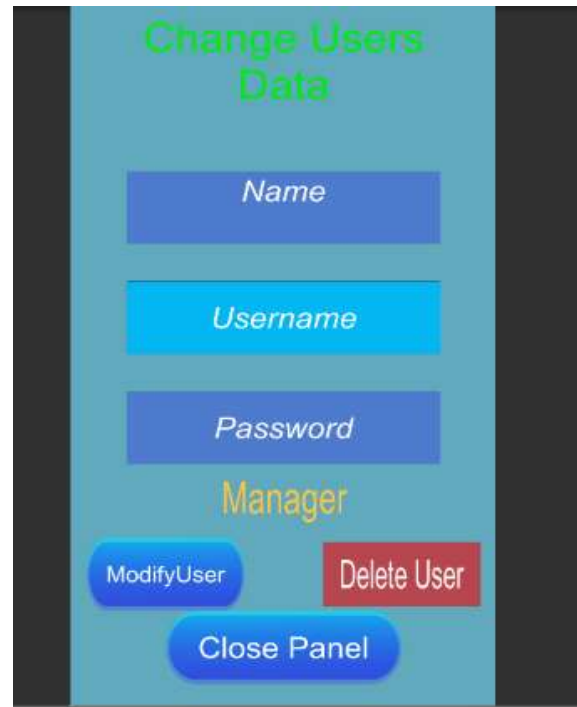 Change Users
Data
Name
Username
Password
Manager
ModifyUser
Delete User
Close Panel